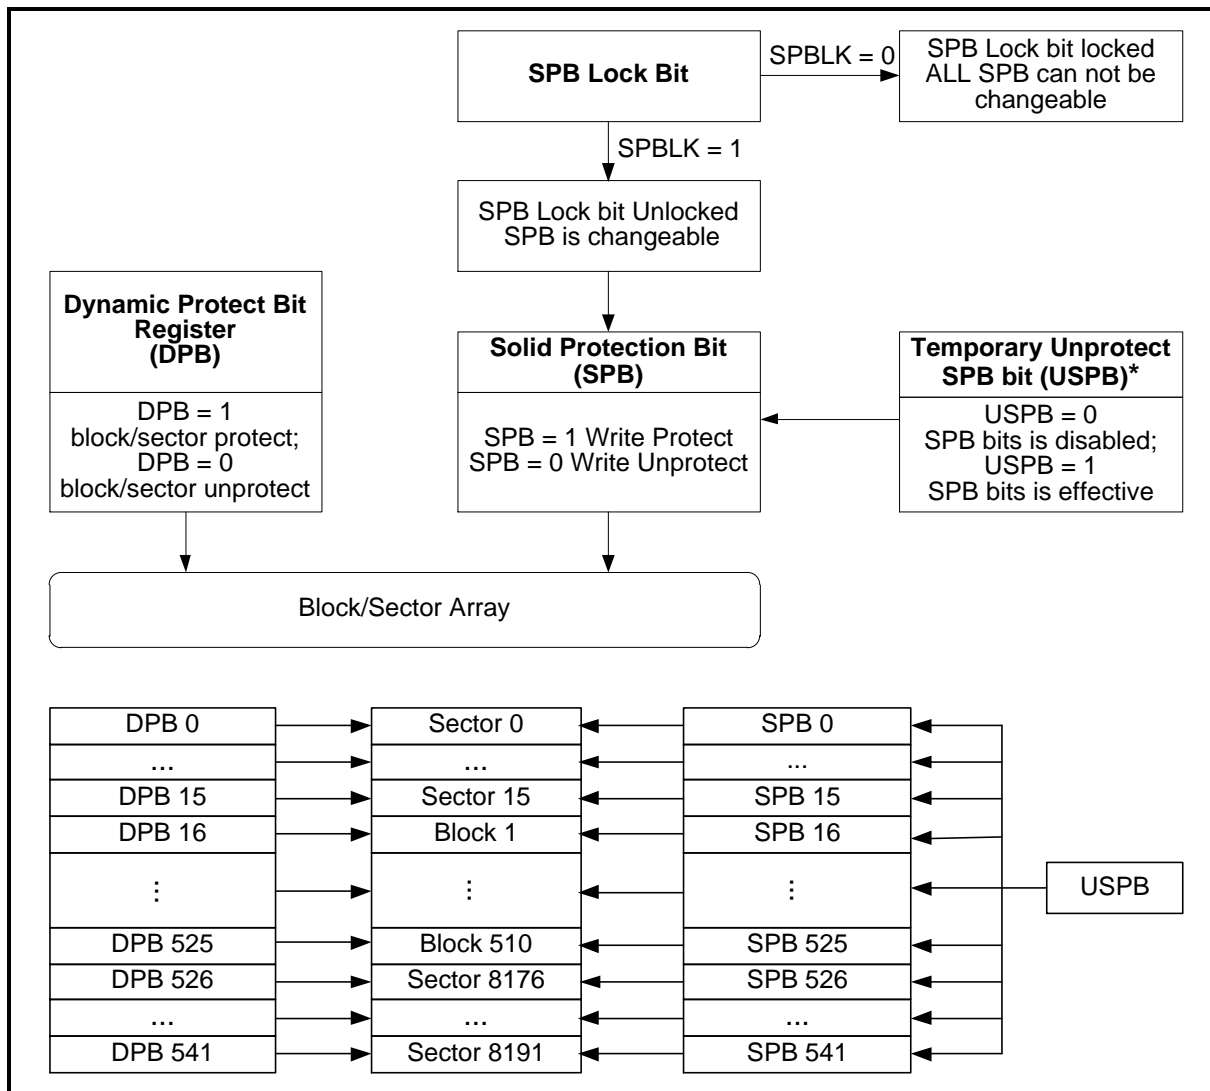 SPB Lock Bit
SPBLK = 0
SPB Lock bit locked
ALL SPB can not be
changeable
SPBLK = 1
SPB Lock bit Unlocked
SPB is changeable
Dynamic Protect Bit
Register
(DPB)
DPB = 1
block/sector protect;
DPB = 0
block/sector unprotect
Solid Protection Bit
(SPB)
SPB = 1 Write Protect
SPB = 0 Write Unprotect
Temporary Unprotect
SPB bit (USPB)*
USPB = 0
SPB bits is disabled;
USPB = 1
SPB bits is effective
Block/Sector Array
DPB 0 Sector 0 SPB 0
... ... ...
DPB 15 Sector 15 SPB 15
DPB 16 Block 1 SPB 16
⋮ ⋮ ⋮
USPB
DPB 525 Block 510 SPB 525
DPB 526 Sector 8176 SPB 526
... ... ...
DPB 541 Sector 8191 SPB 541